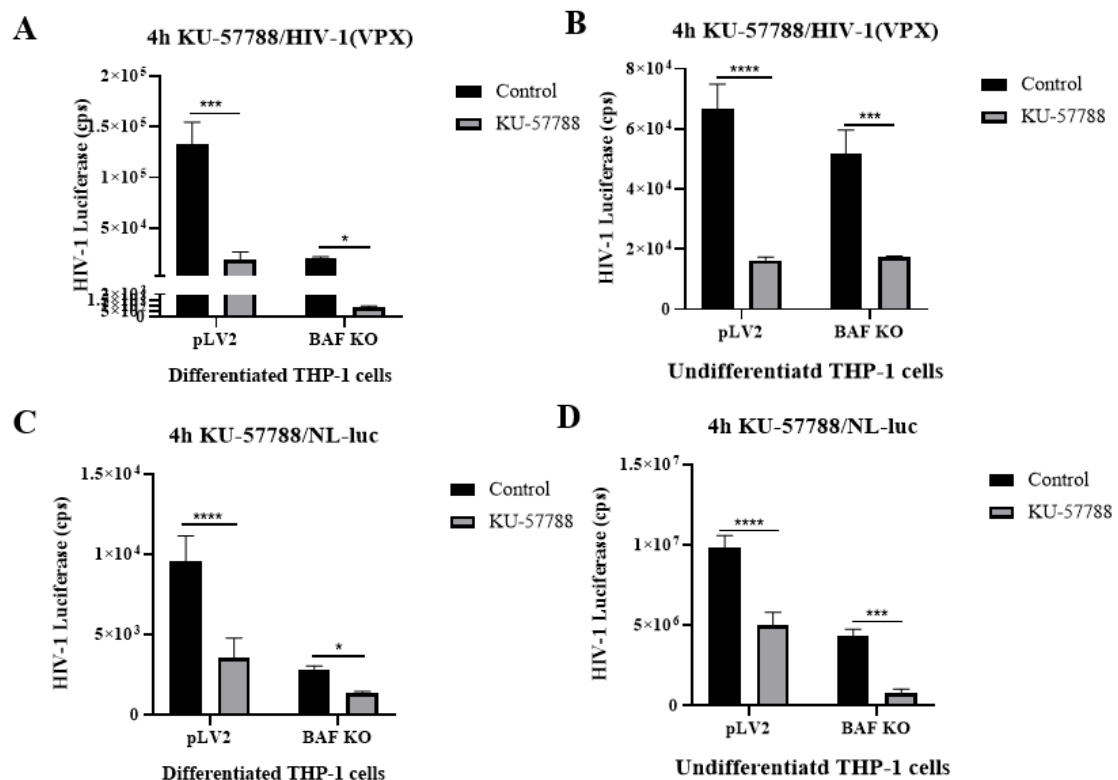 A
4h KU-57788/HIV-1(VPX)
HIV-1 Luciferase (cps)
2×10⁵
1.5×10⁵
1×10⁵
5×10⁴
0
***
*
pLV2
BAF KO
Differentiated THP-1 cells
Control
KU-57788
B
4h KU-57788/HIV-1(VPX)
HIV-1 Luciferase (cps)
8×10⁴
6×10⁴
4×10⁴
2×10⁴
0
****
***
pLV2
BAF KO
Undifferentiatd THP-1 cells
Control
KU-57788
C
4h KU-57788/NL-luc
HIV-1 Luciferase (cps)
1.5×10⁴
1×10⁴
5×10³
0
****
*
pLV2
BAF KO
Differentiated THP-1 cells
Control
KU-57788
D
4h KU-57788/NL-luc
HIV-1 Luciferase (cps)
1.5×10⁷
1×10⁷
5×10⁶
0
****
***
pLV2
BAF KO
Undifferentiatd THP-1 cells
Control
KU-57788